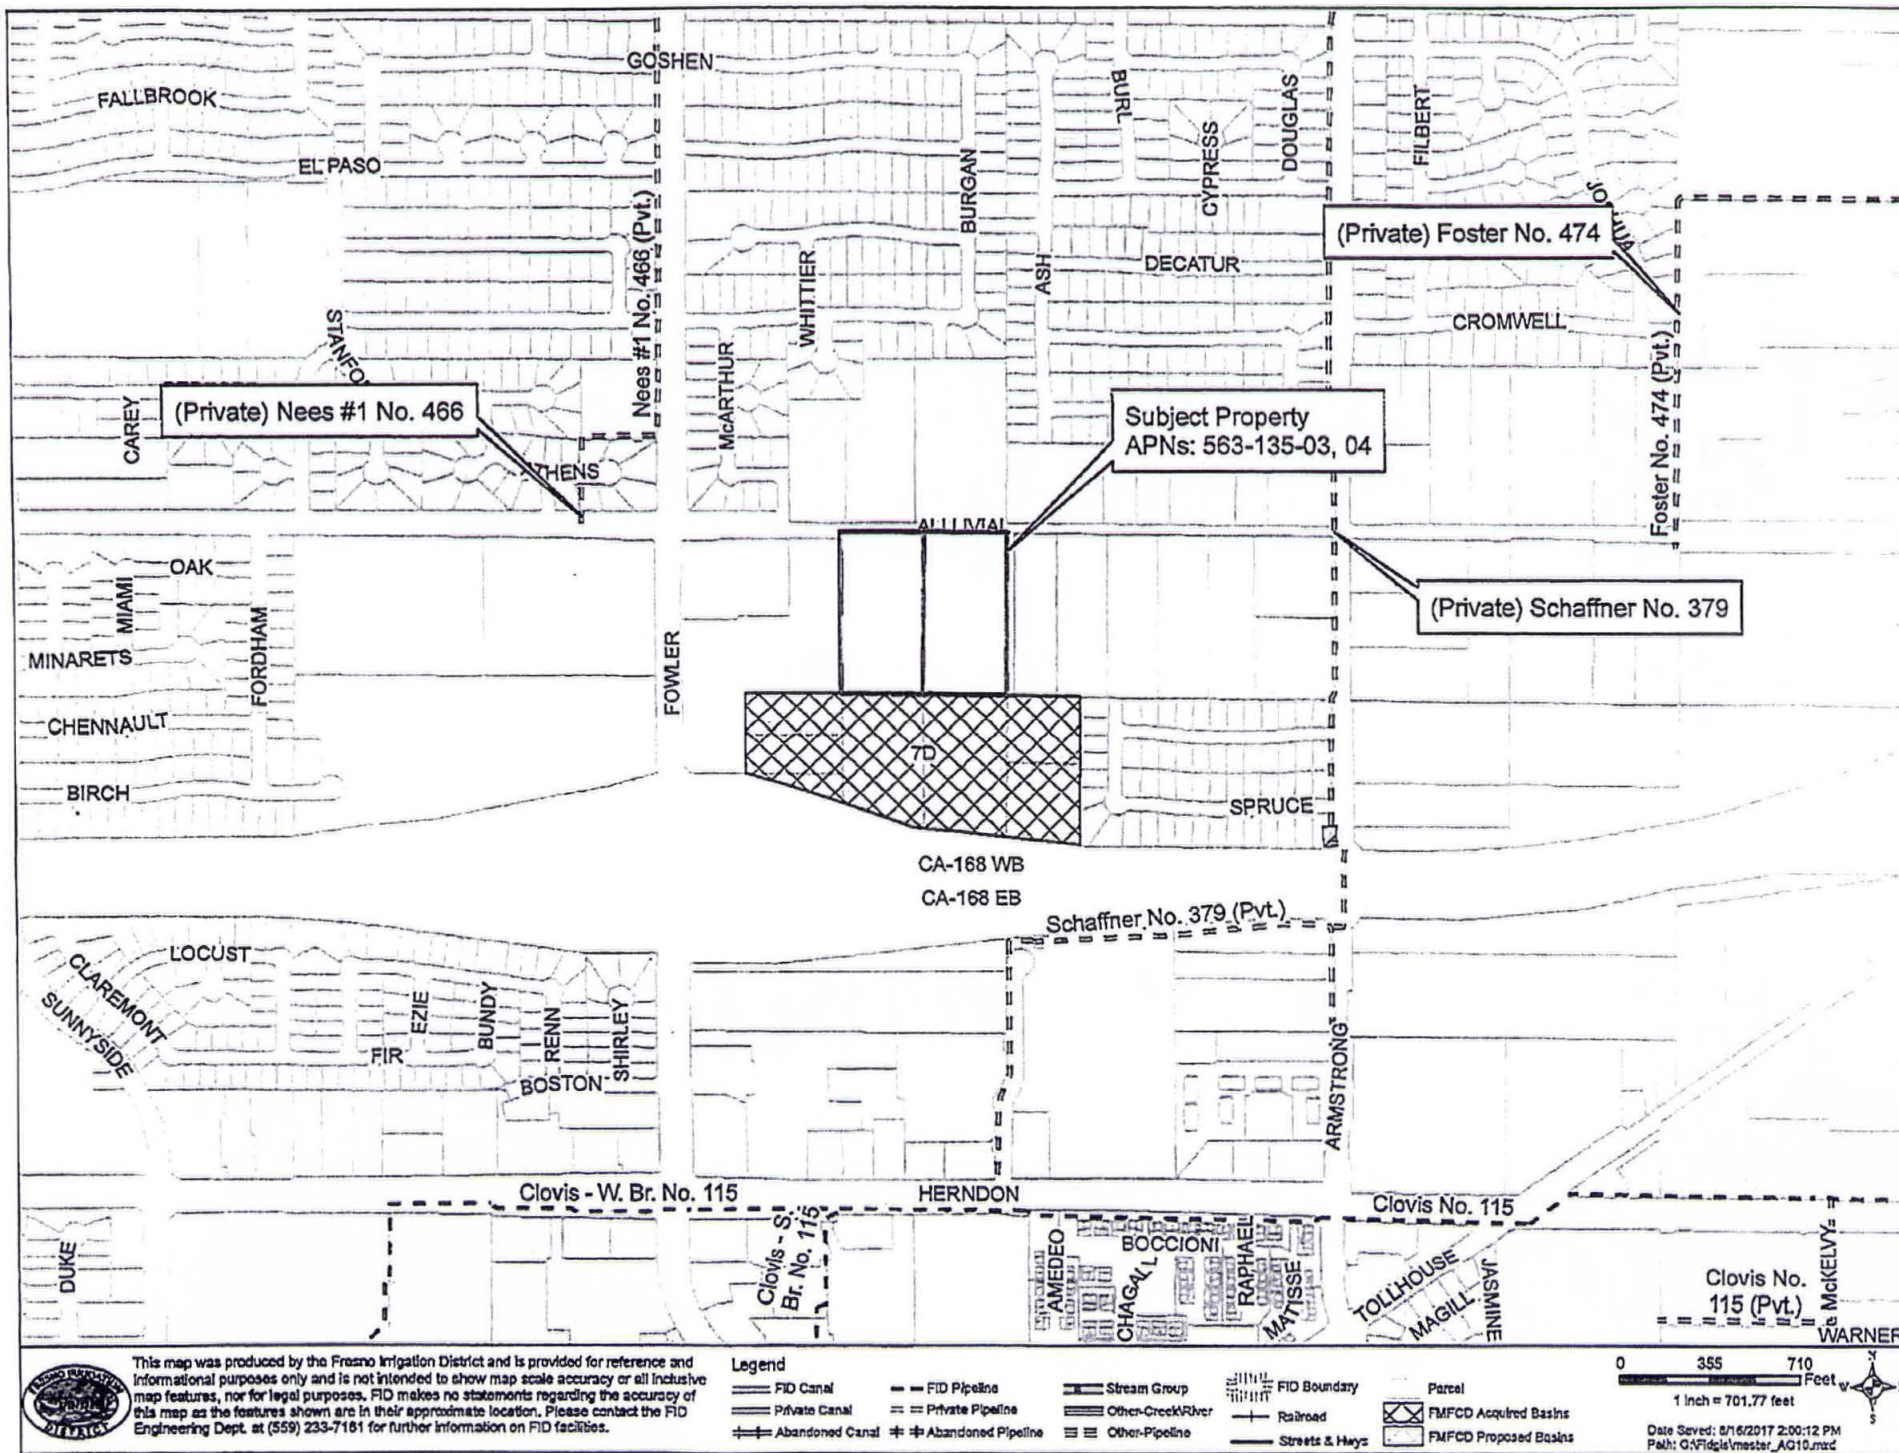 GOSHEN
FALLBROOK
EL PASO
BURL
DOUGLAS
CYPRESS
FILBERT
BURGAN
Nees #1 No. 466 (Pvt.)
(Private) Foster No. 474
WHITTIER
ASH
DECATUR
CROMWELL
McARTHUR
Foster No. 474 (Pvt.)
CAREY
(Private) Nees #1 No. 466
Subject Property
APNs: 563-135-03, 04
THENS
ALLUVIAL
OAK
MIAMI
FORDHAM
MINARETS
FOWLER
(Private) Schaffner No. 379
CHENNAULT
7D
BIRCH
SPRUCE
CA-168 WB
CA-168 EB
Schaffner No. 379 (Pvt.)
LOCUST
CLAREMONT
SUNNYSIDE
EZIE
BUNDY
RENN
SHIRLEY
FIR
BOSTON
ARMSTRONG
Clovis - W. Br. No. 115
HERNDON
Clovis No. 115
DUKE
Clovis - S.
Br. No. 115
AMEDEO
CHAGALL
BOCCIONI
RAPHAEL
MATISSE
TOLLHOUSE
MAGILL
JASMINE
Clovis No.
115 (Pvt.)
McKELVY
WARNER
This map was produced by the Fresno Irrigation District and is provided for reference and
informational purposes only and is not intended to show map scale accuracy or all inclusive
map features, nor for legal purposes. FID makes no statements regarding the accuracy of
this map as the features shown are in their approximate location. Please contact the FID
Engineering Dept. at (559) 233-7161 for further information on FID facilities.
Legend
FID Canal
Private Canal
Abandoned Canal
FID Pipeline
Private Pipeline
Abandoned Pipeline
Stream Group
Other-Creek\River
Other-Pipeline
FID Boundary
Railroad
Streets & Hwys
Parcel
FMFCD Acquired Basins
FMFCD Proposed Basins
0 355 710
Feet
1 inch = 701.77 feet
N
W
E
S
Date Saved: 8/16/2017 2:00:12 PM